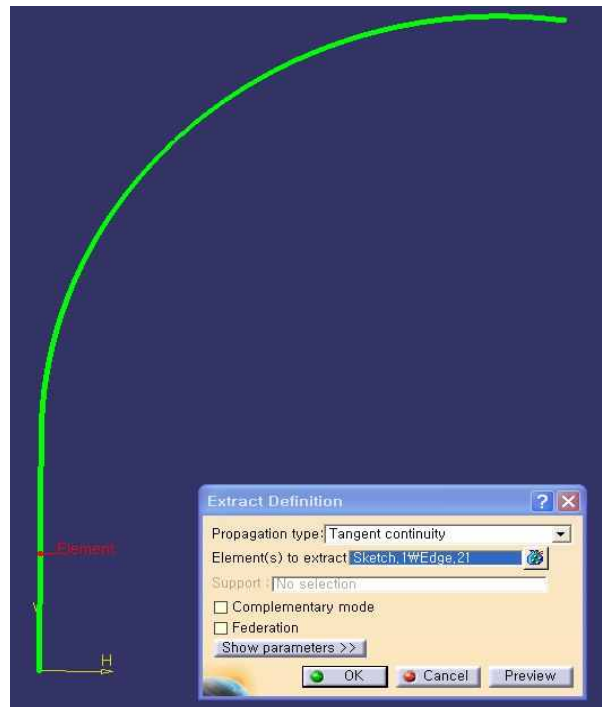 Element
V
H
Extract Definition
Propagation type: Tangent continuity
Element(s) to extract Sketch,1₩Edge,21
Support : No selection
Complementary mode
Federation
Show parameters >>
OK Cancel Preview